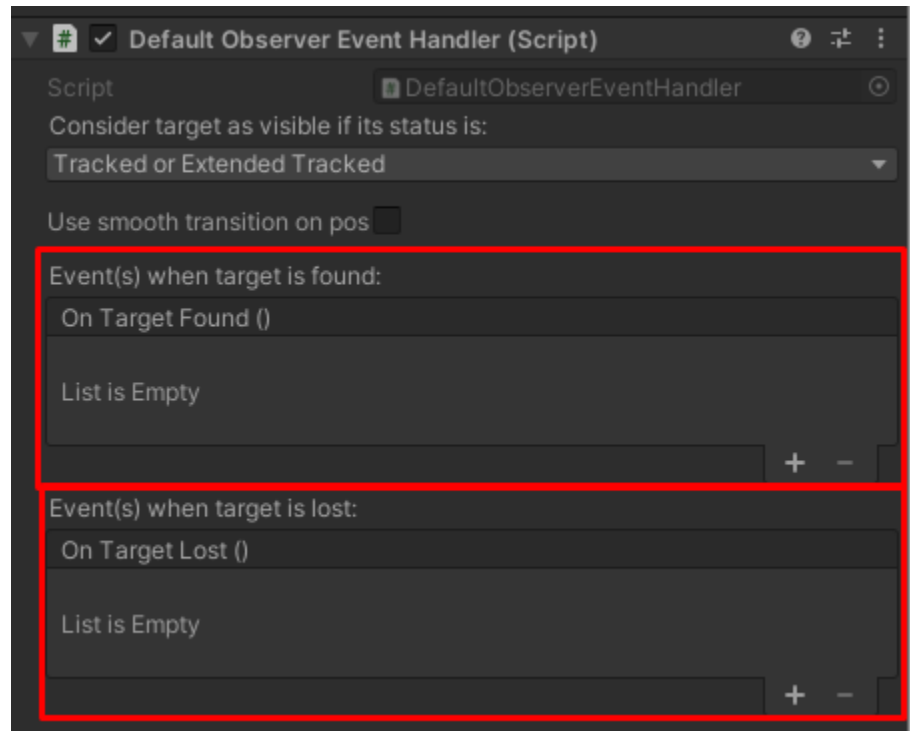 # Default Observer Event Handler (Script)
Script # DefaultObserverEventHandler
Consider target as visible if its status is:
Tracked or Extended Tracked
Use smooth transition on pos
Event(s) when target is found:
On Target Found ()
List is Empty
+ −
Event(s) when target is lost:
On Target Lost ()
List is Empty
+ −